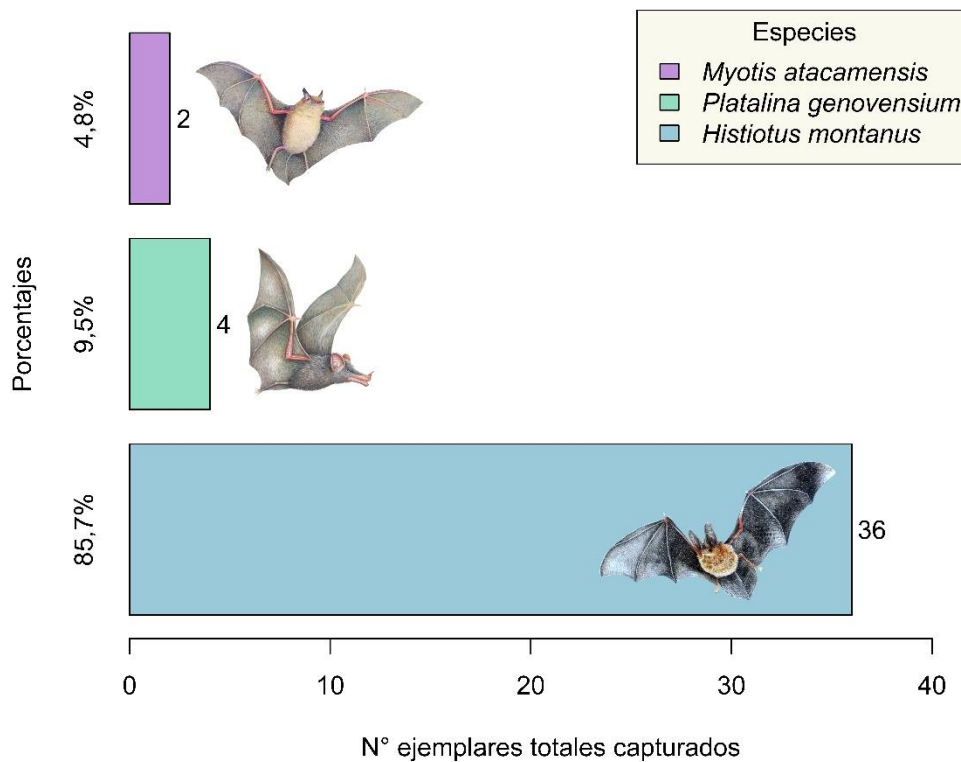 Especies
Myotis atacamensis
Platalina genovensium
Histiotus montanus
4,8%
2
Porcentajes
9,5%
4
85,7%
36
0 10 20 30 40
N° ejemplares totales capturados